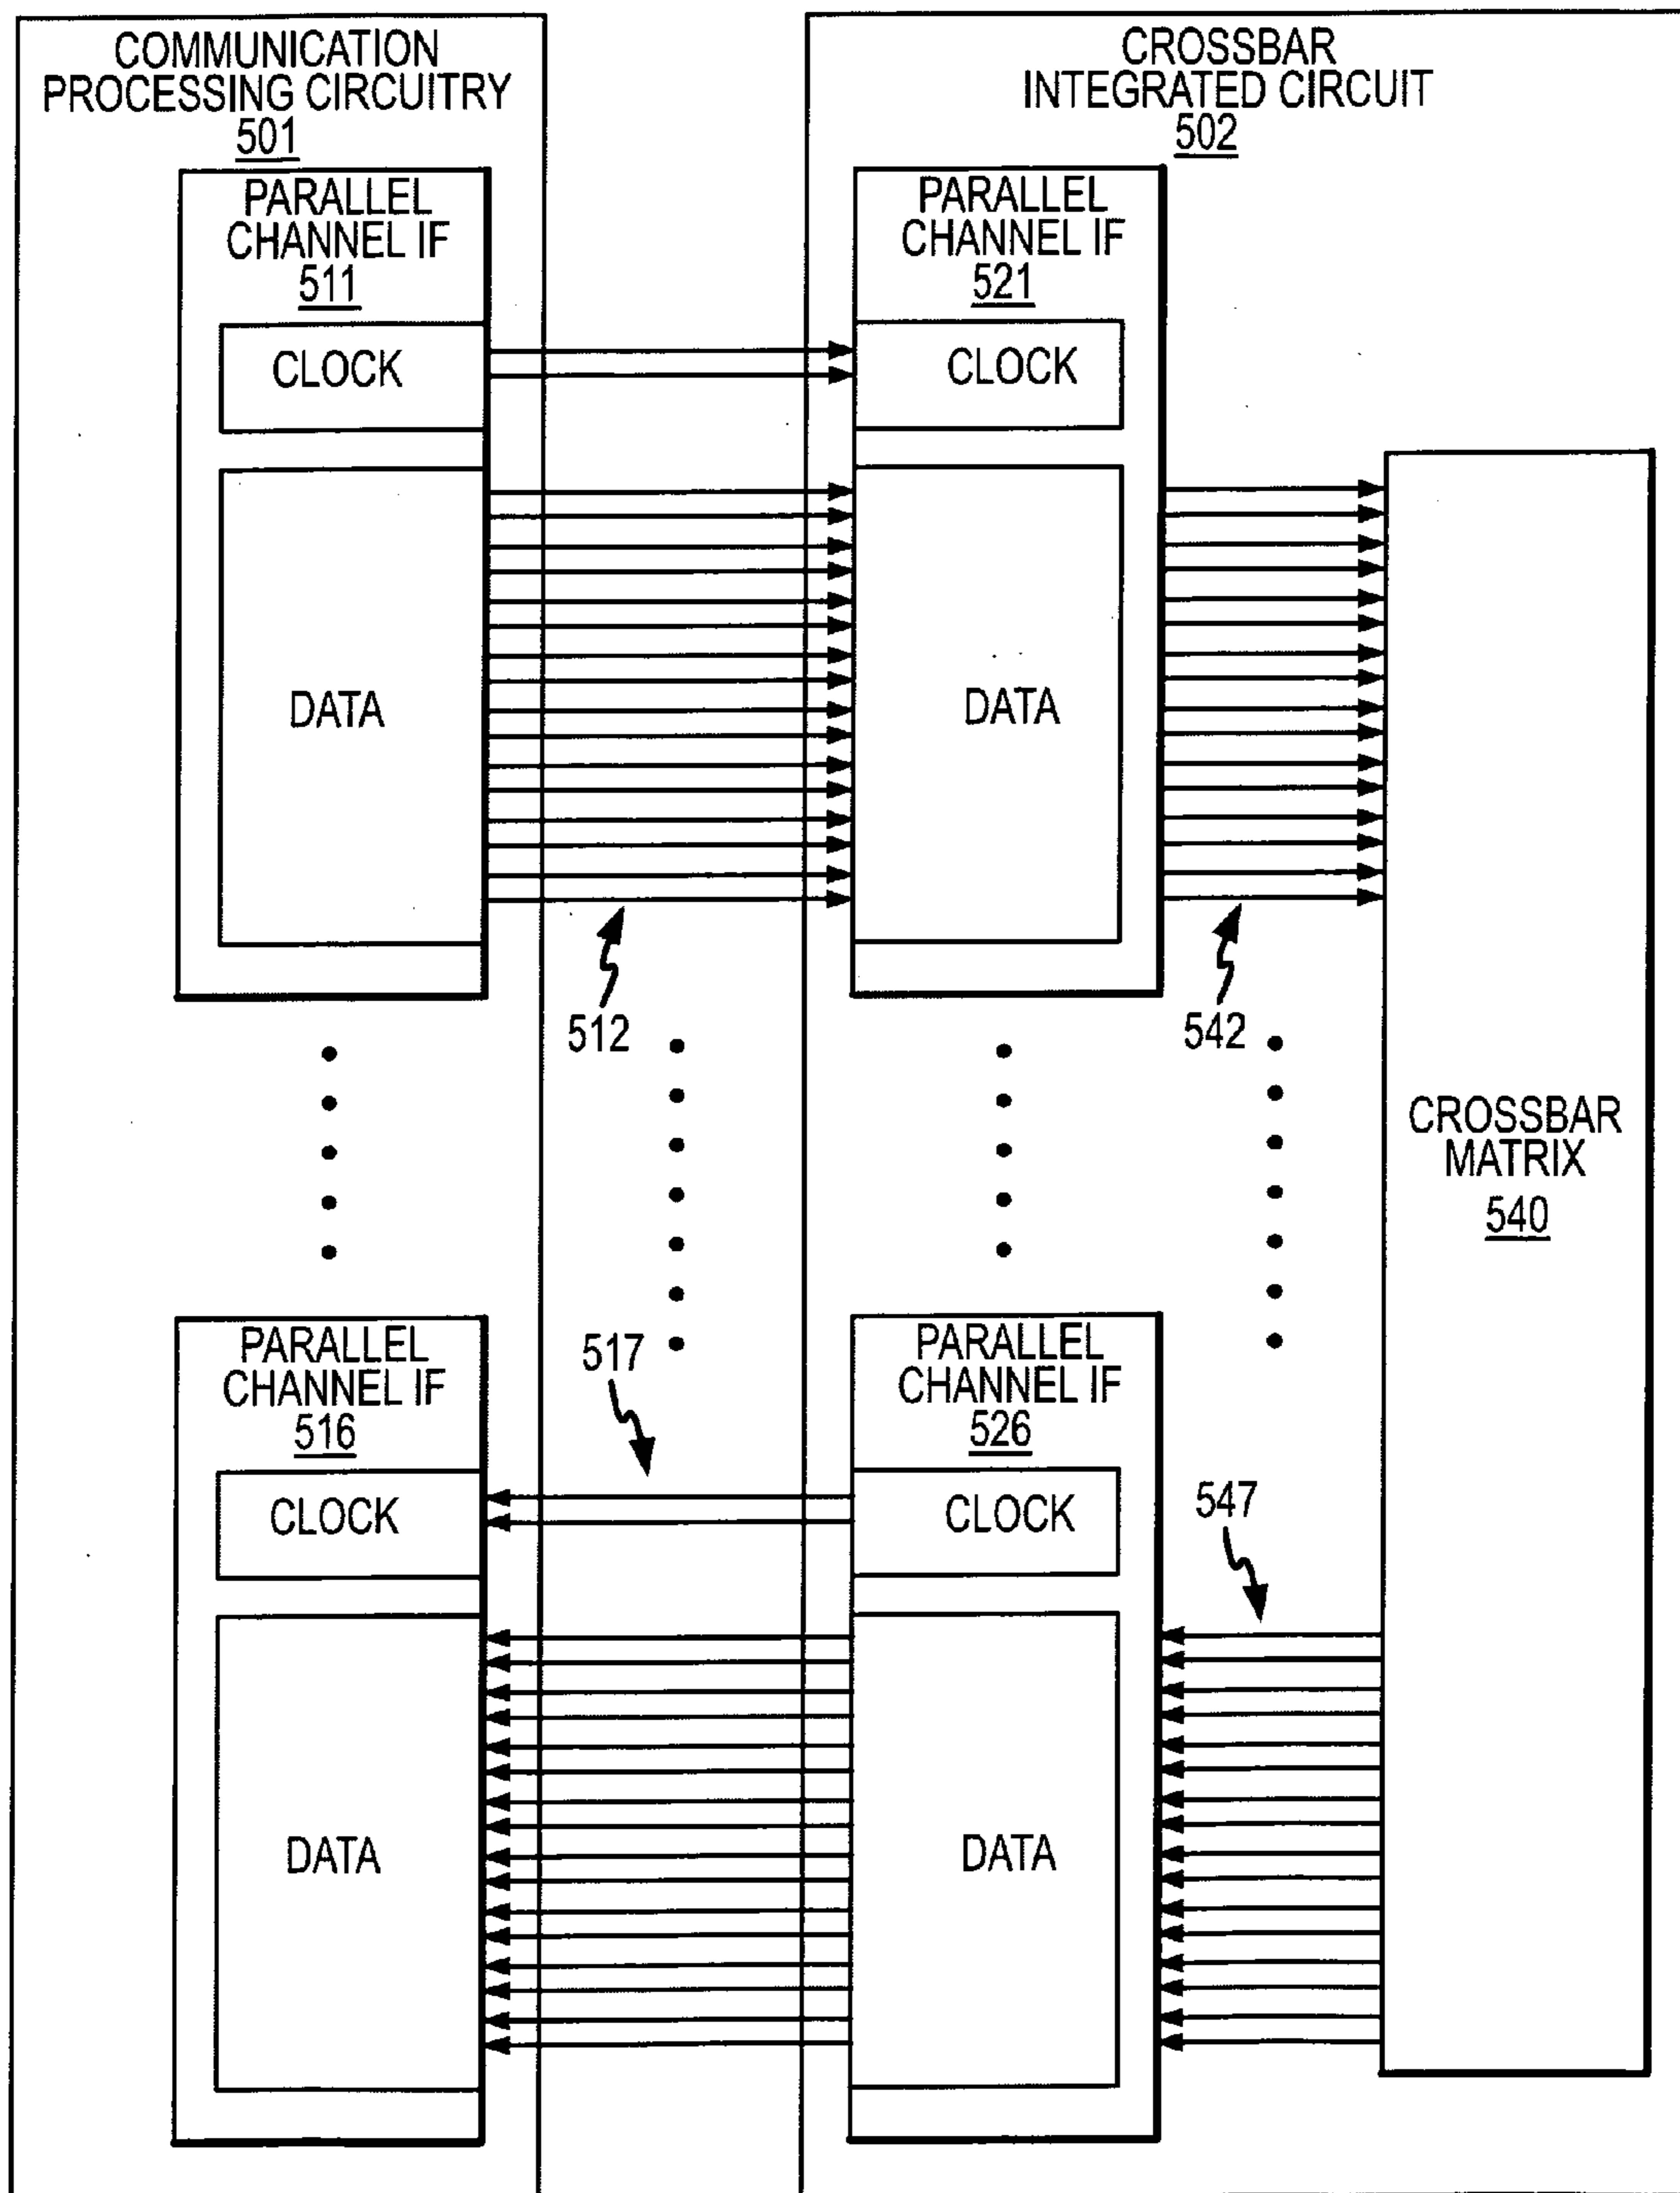 COMMUNICATION
PROCESSING CIRCUITRY
501
CROSSBAR
INTEGRATED CIRCUIT
502
PARALLEL
CHANNEL IF
511
CLOCK
DATA
PARALLEL
CHANNEL IF
521
CLOCK
DATA
512
542
CROSSBAR
MATRIX
540
PARALLEL
CHANNEL IF
516
CLOCK
DATA
517
PARALLEL
CHANNEL IF
526
CLOCK
DATA
547